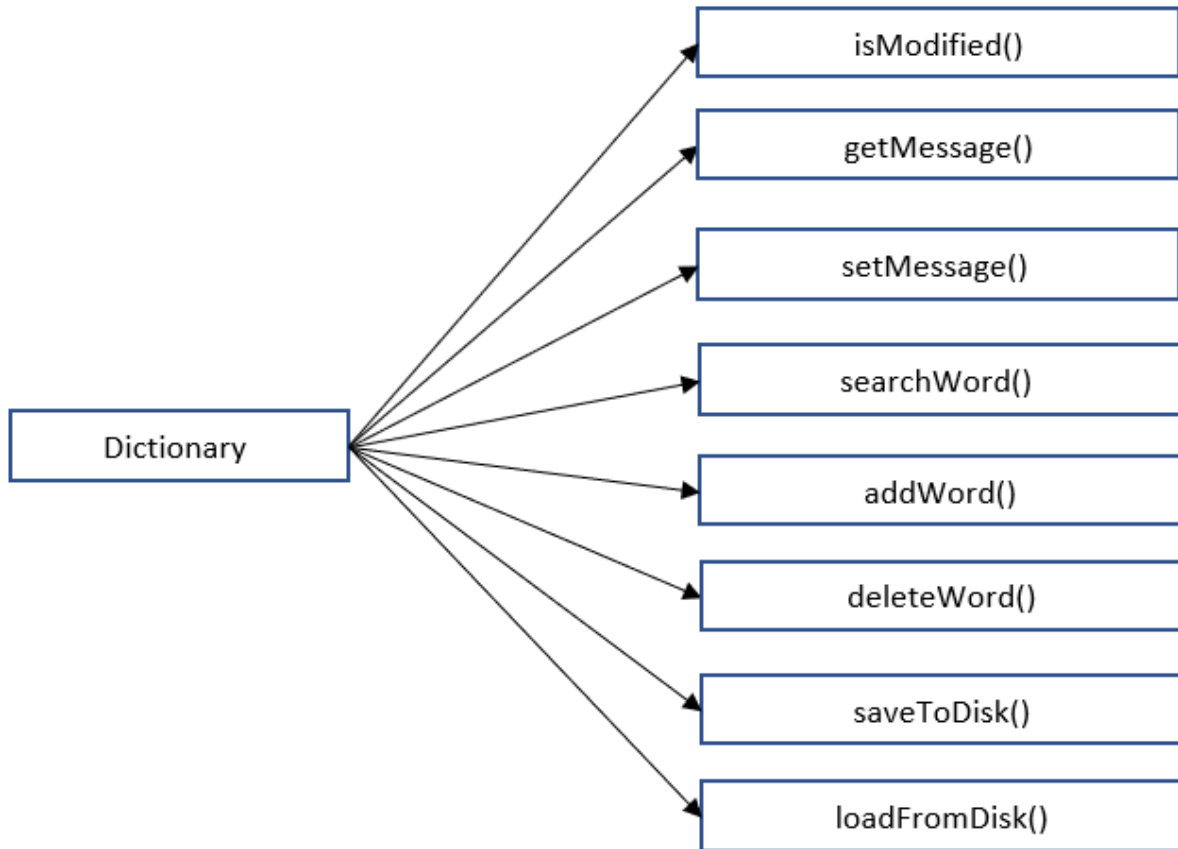 isModified()
getMessage()
setMessage()
searchWord()
Dictionary
addWord()
deleteWord()
saveToDisk()
loadFromDisk()